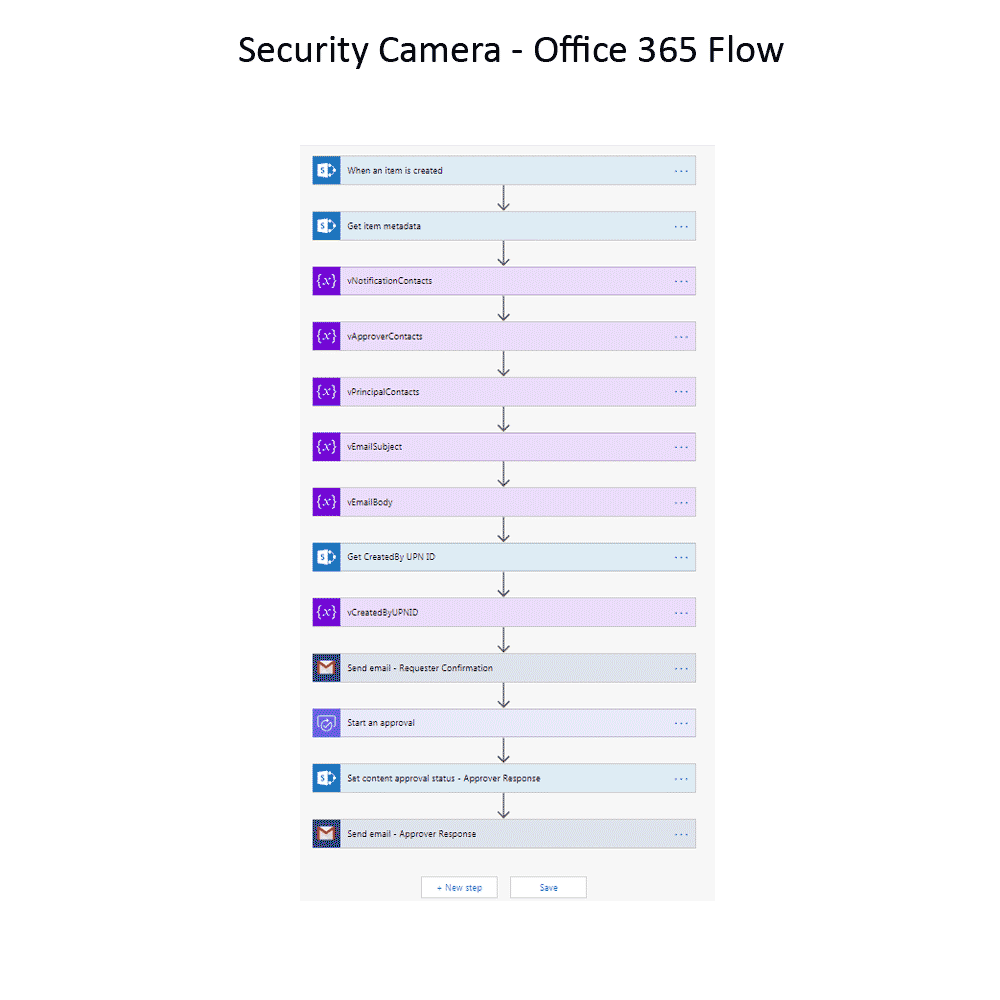 Security Camera - Office 365 Flow
When an item is created
Get item metadata
vNotificationContacts
vApproverContacts
vPrincipalContacts
vEmailSubject
vEmailBody
Get CreatedBy UPN ID
vCreatedByUPNID
Send email - Requester Confirmation
Start an approval
Set content approval status - Approver Response
Send email - Approver Response
+ New step Save